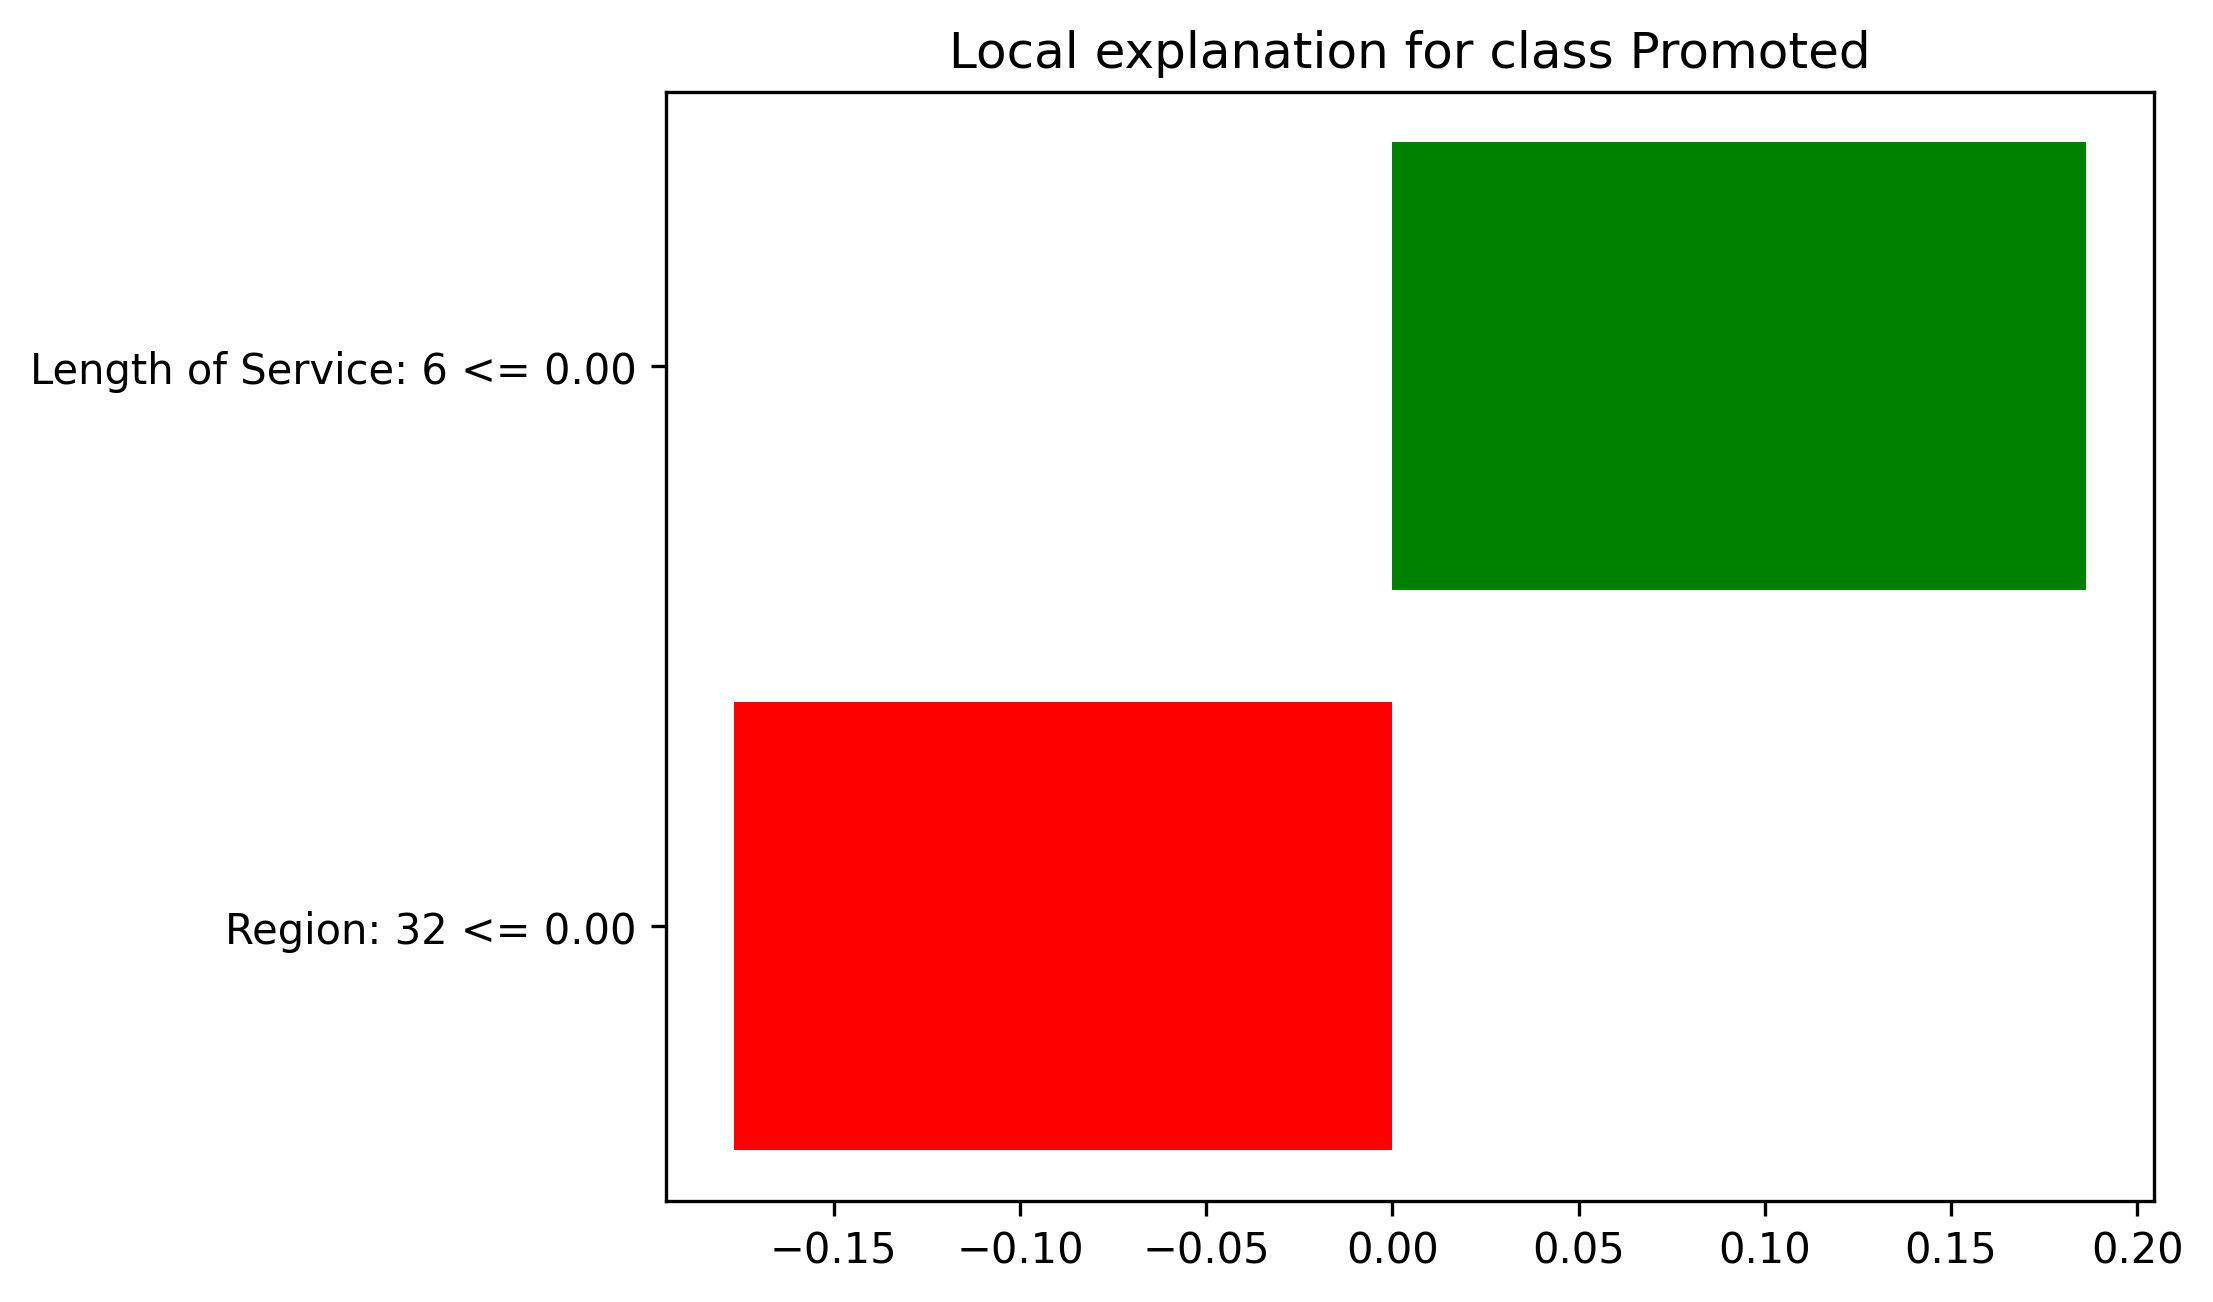 Local explanation for class Promoted
Length of Service: 6 <= 0.00
Region: 32 <= 0.00
−0.15 −0.10 −0.05 0.00 0.05 0.10 0.15 0.20